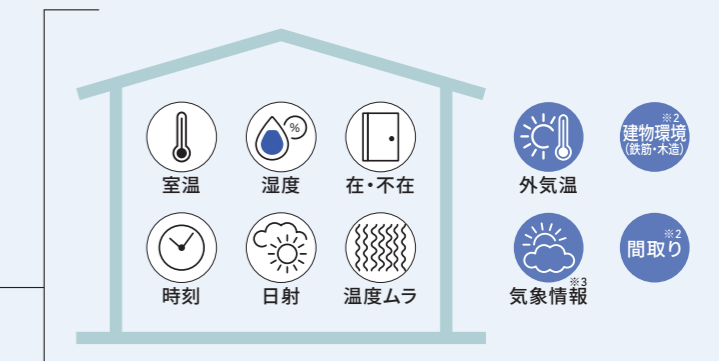 %
室温
湿度
在・不在
外気温
※2
建物環境
(鉄筋・木造)
時刻
日射
温度ムラ
※3
気象情報
※2
間取り